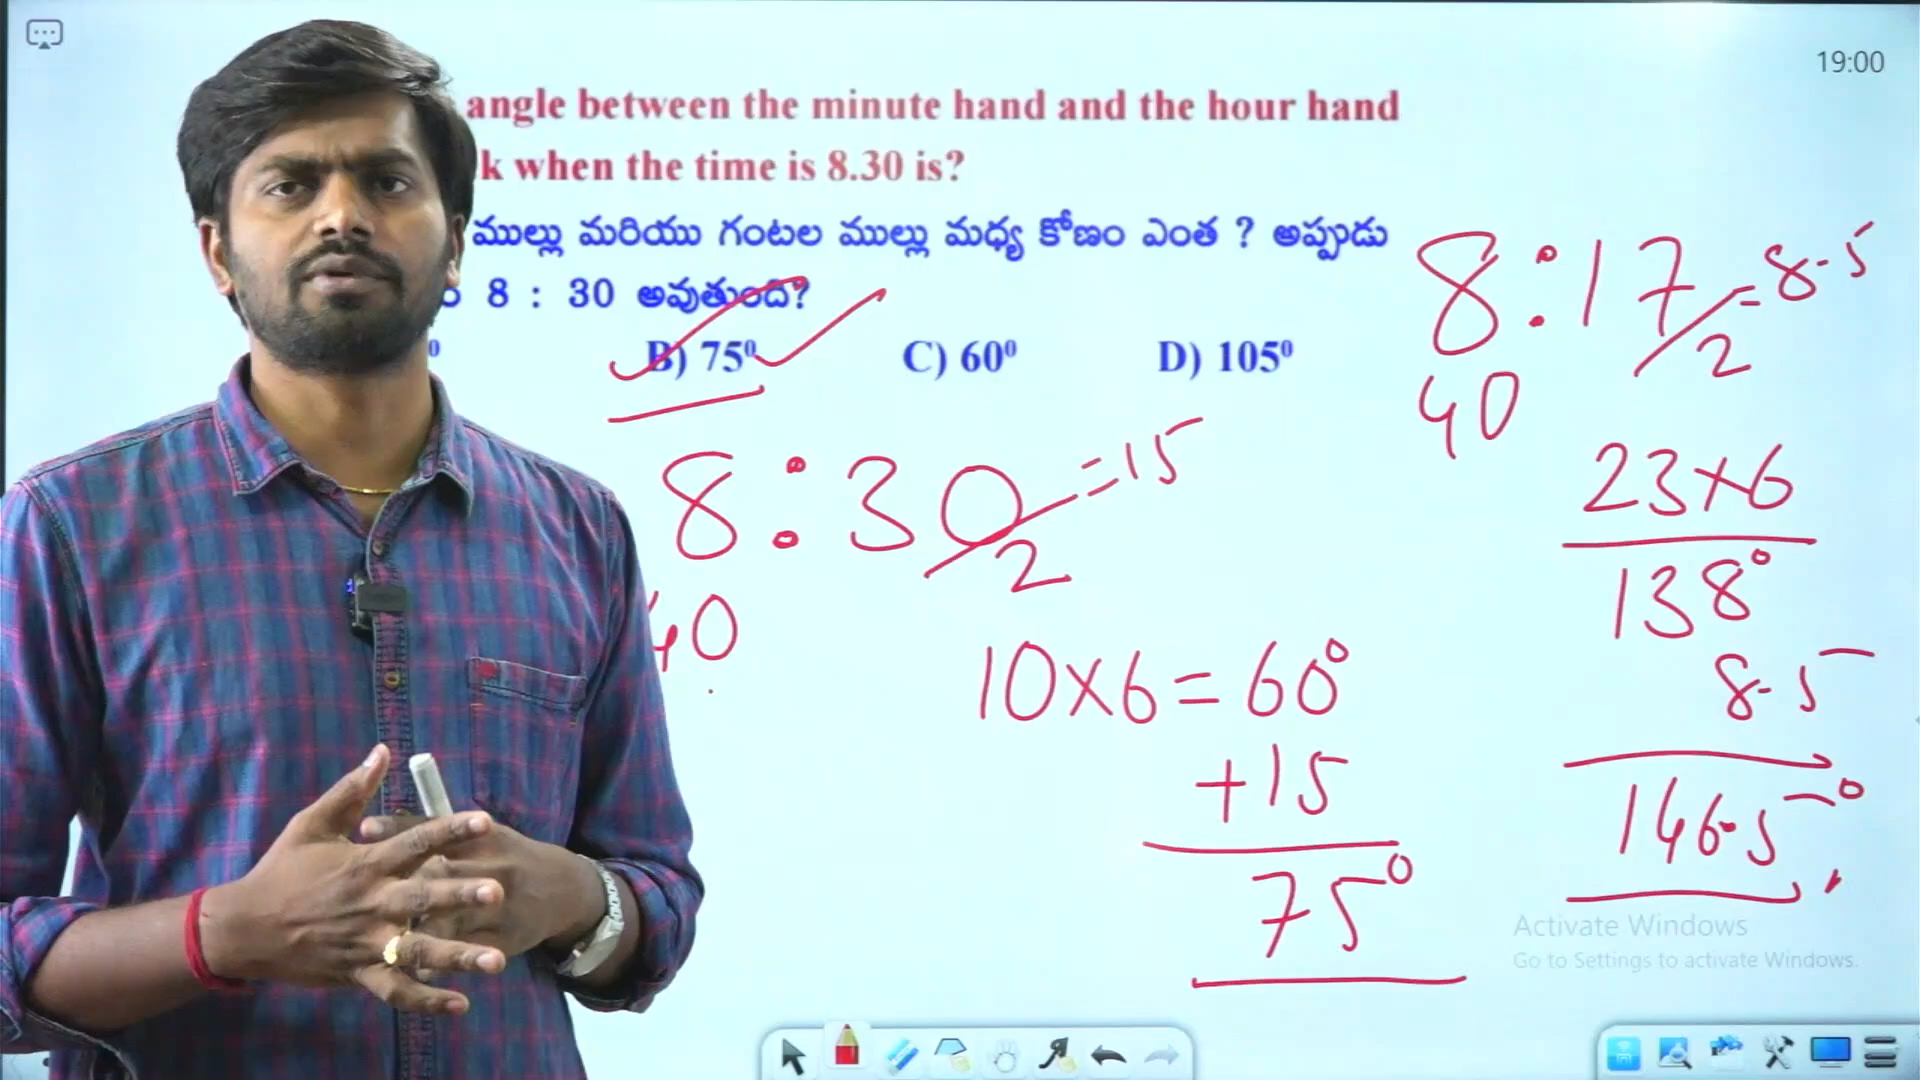 19:00
angle between the minute hand and the hour hand
k when the time is 8.30 is?
ముల్లు మరియు గంటల ముల్లు మధ్య కోణం ఎంత ? అప్పుడు
8 : 30 అవుతుంది?
B) 75⁰ C) 60⁰ D) 105⁰
8:30/2 =15
40
10×6=60°
+15
75°
8:17/2 =8.5
40
23×6
138°
8.5
146.5°
Activate Windows
Go to Settings to activate Windows.